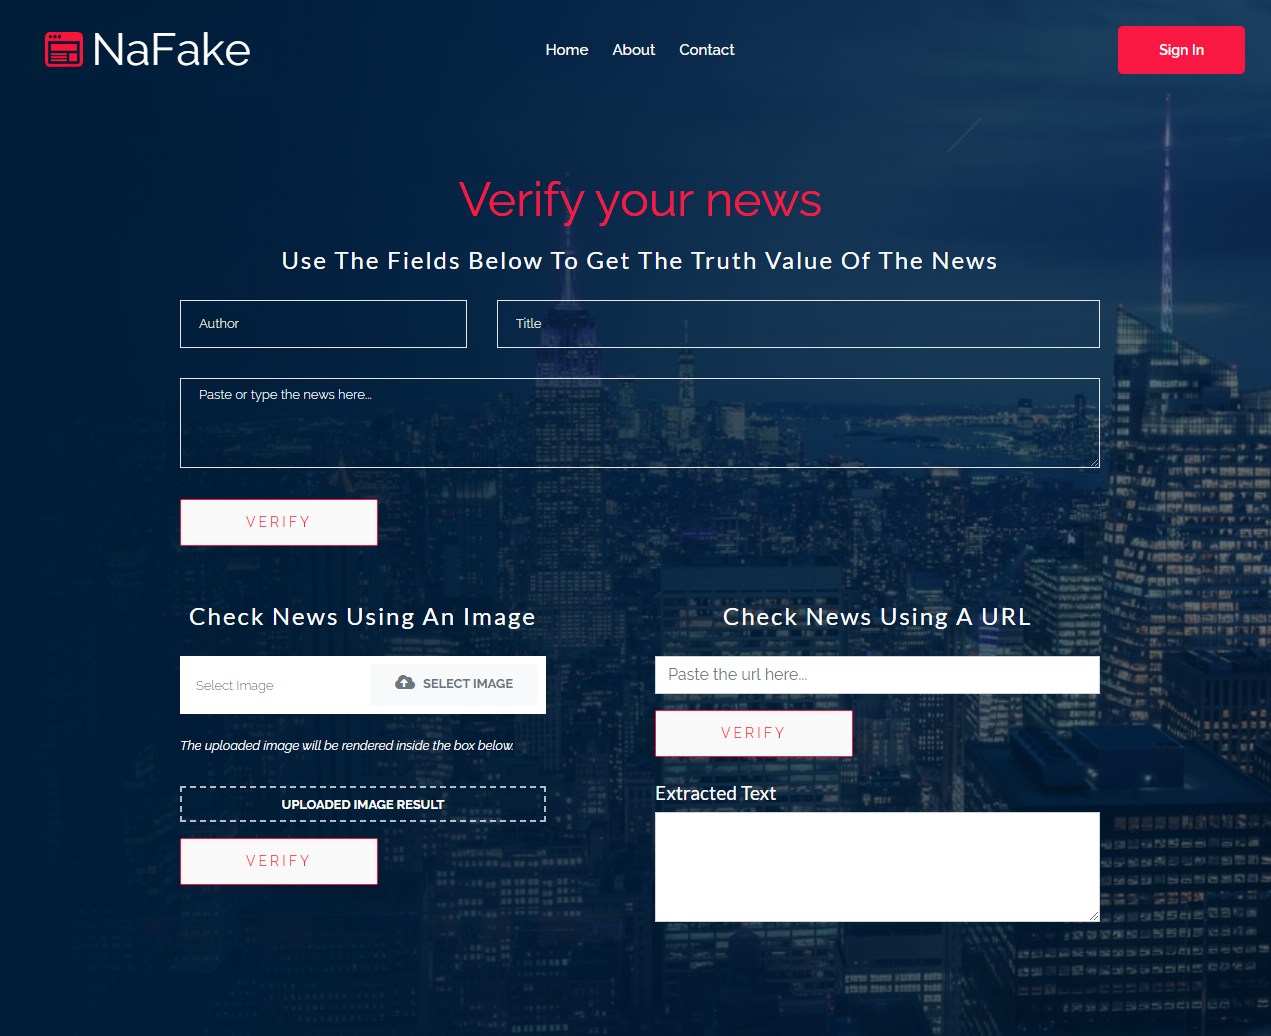 NaFake
Home About Contact
Sign In
Verify your news
Use The Fields Below To Get The Truth Value Of The News
Author
Title
Paste or type the news here...
VERIFY
Check News Using An Image
Select Image
SELECT IMAGE
The uploaded image will be rendered inside the box below.
UPLOADED IMAGE RESULT
VERIFY
Check News Using A URL
Paste the url here...
VERIFY
Extracted Text